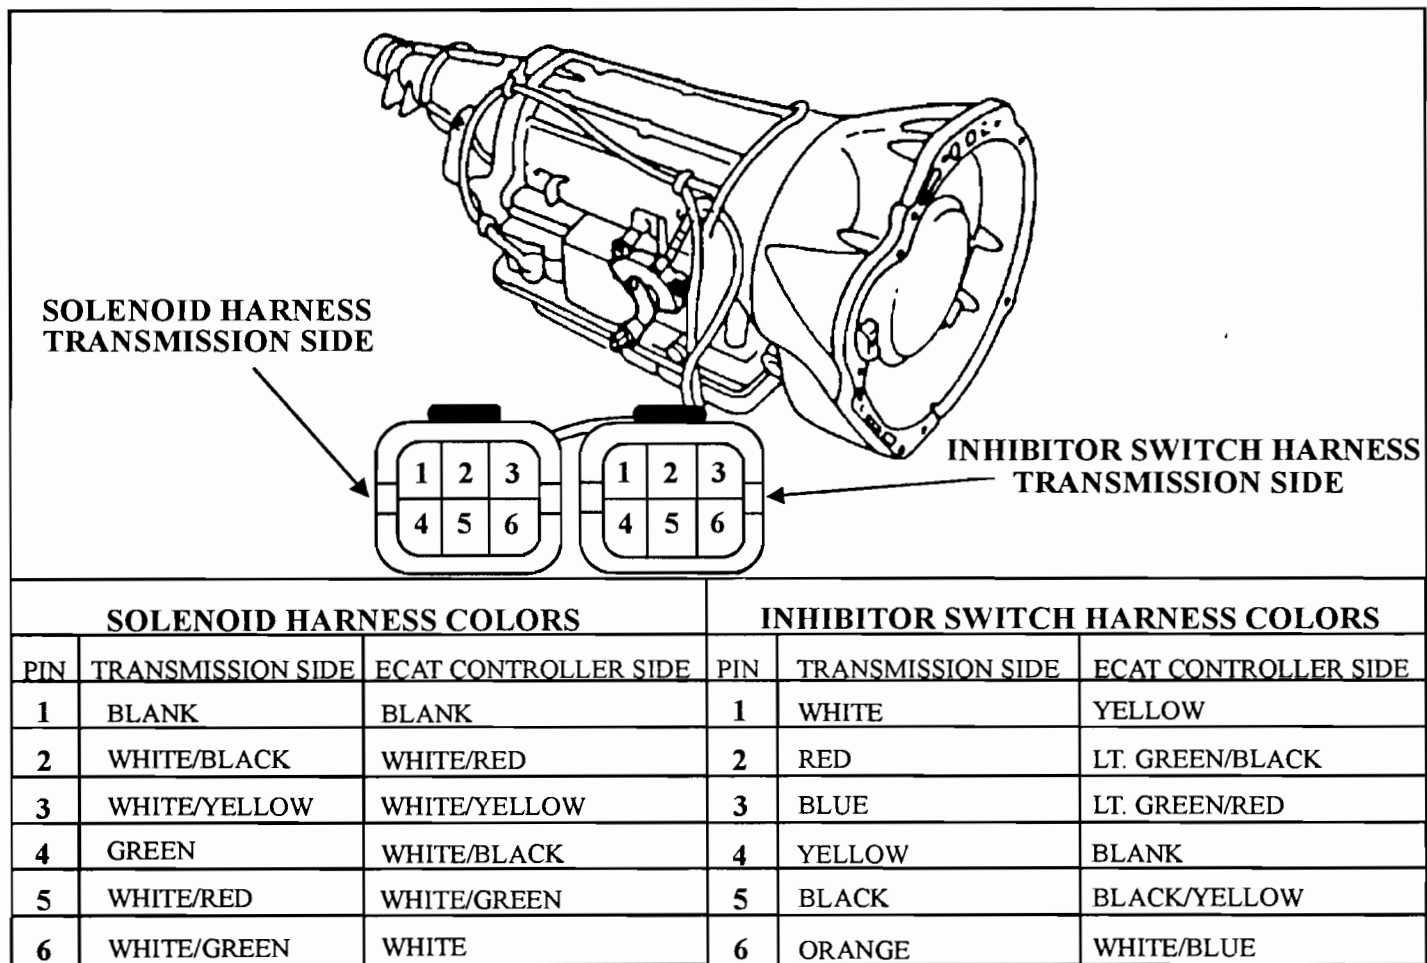 SOLENOID HARNESS
TRANSMISSION SIDE
1 2 3
4 5 6
1 2 3
4 5 6
INHIBITOR SWITCH HARNESS
TRANSMISSION SIDE
SOLENOID HARNESS COLORS INHIBITOR SWITCH HARNESS COLORS
PIN TRANSMISSION SIDE ECAT CONTROLLER SIDE PIN TRANSMISSION SIDE ECAT CONTROLLER SIDE
1 BLANK BLANK 1 WHITE YELLOW
2 WHITE/BLACK WHITE/RED 2 RED LT. GREEN/BLACK
3 WHITE/YELLOW WHITE/YELLOW 3 BLUE LT. GREEN/RED
4 GREEN WHITE/BLACK 4 YELLOW BLANK
5 WHITE/RED WHITE/GREEN 5 BLACK BLACK/YELLOW
6 WHITE/GREEN WHITE 6 ORANGE WHITE/BLUE